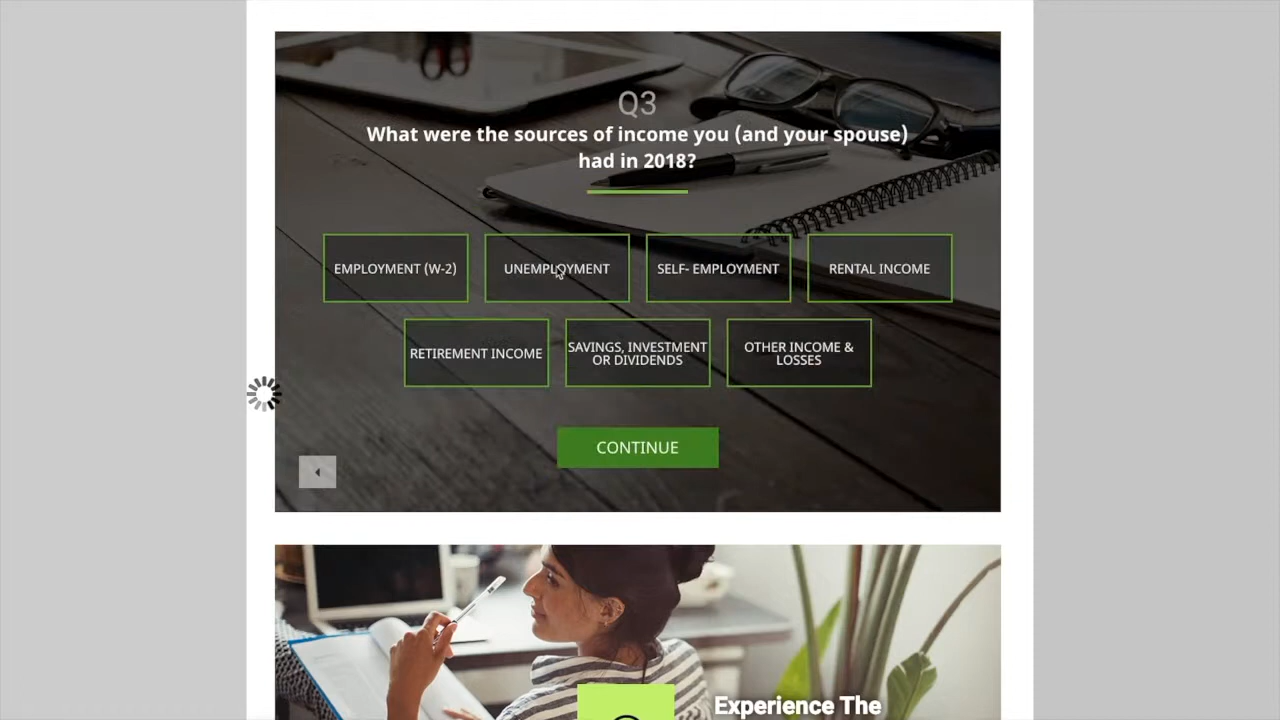 Q3
What were the sources of income you (and your spouse)
had in 2018?
EMPLOYMENT (W-2)
UNEMPLOYMENT
SELF- EMPLOYMENT
RENTAL INCOME
RETIREMENT INCOME
SAVINGS, INVESTMENT
OR DIVIDENDS
OTHER INCOME &
LOSSES
CONTINUE
Experience The